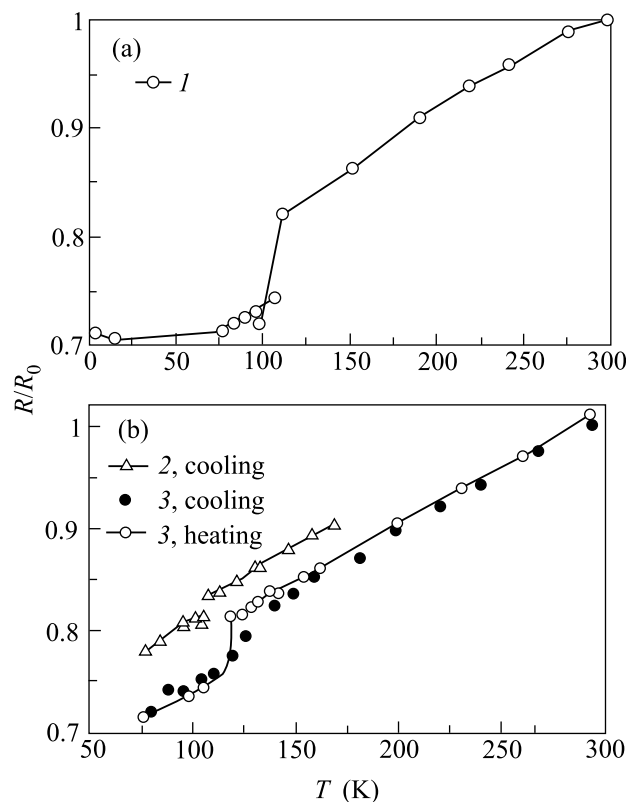 (a)
1
1
0.9
0.8
0.7
0 50 100 150 200 250 300
R/R0
(b)
2, cooling
3, cooling
3, heating
1
0.9
0.8
0.7
50 100 150 200 250 300
T (K)